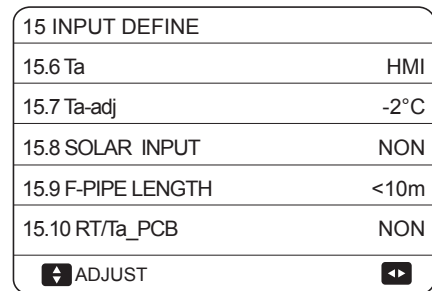 15 INPUT DEFINE
15.6 Ta HMI
15.7 Ta-adj -2°C
15.8 SOLAR INPUT NON
15.9 F-PIPE LENGTH <10m
15.10 RT/Ta_PCB NON
ADJUST